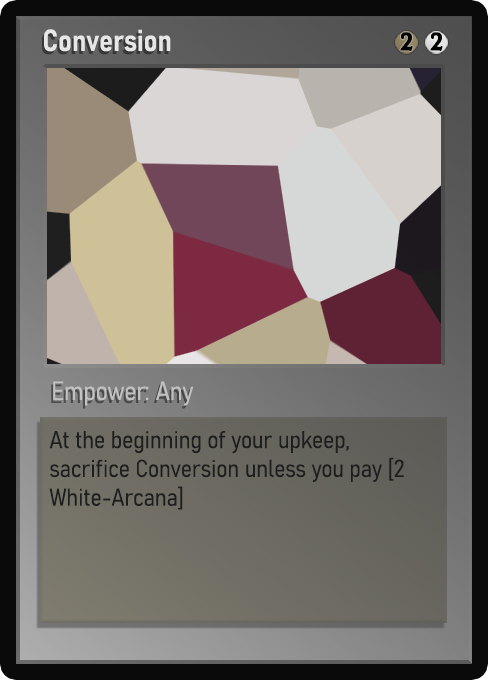 Conversion 2 2
Empower: Any
At the beginning of your upkeep,
sacrifice Conversion unless you pay [2
White-Arcana]